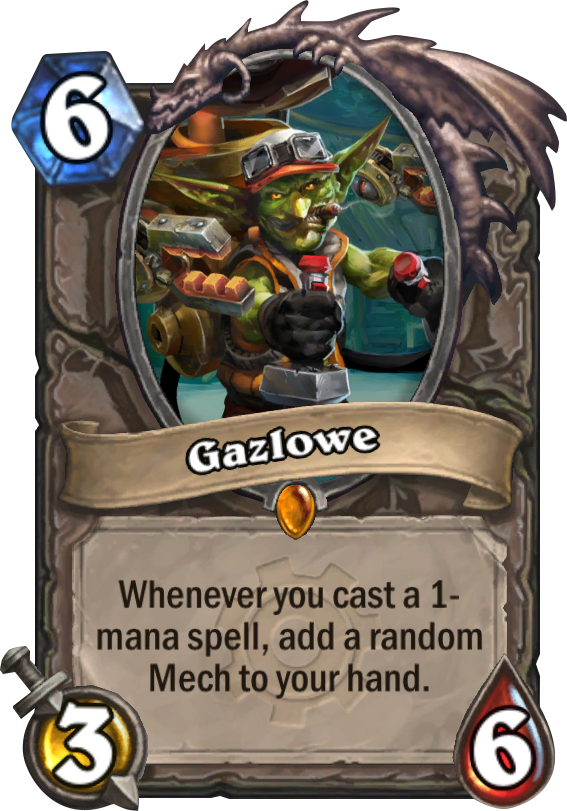 6
Gazlowe
Whenever you cast a 1-
mana spell, add a random
Mech to your hand.
3
6